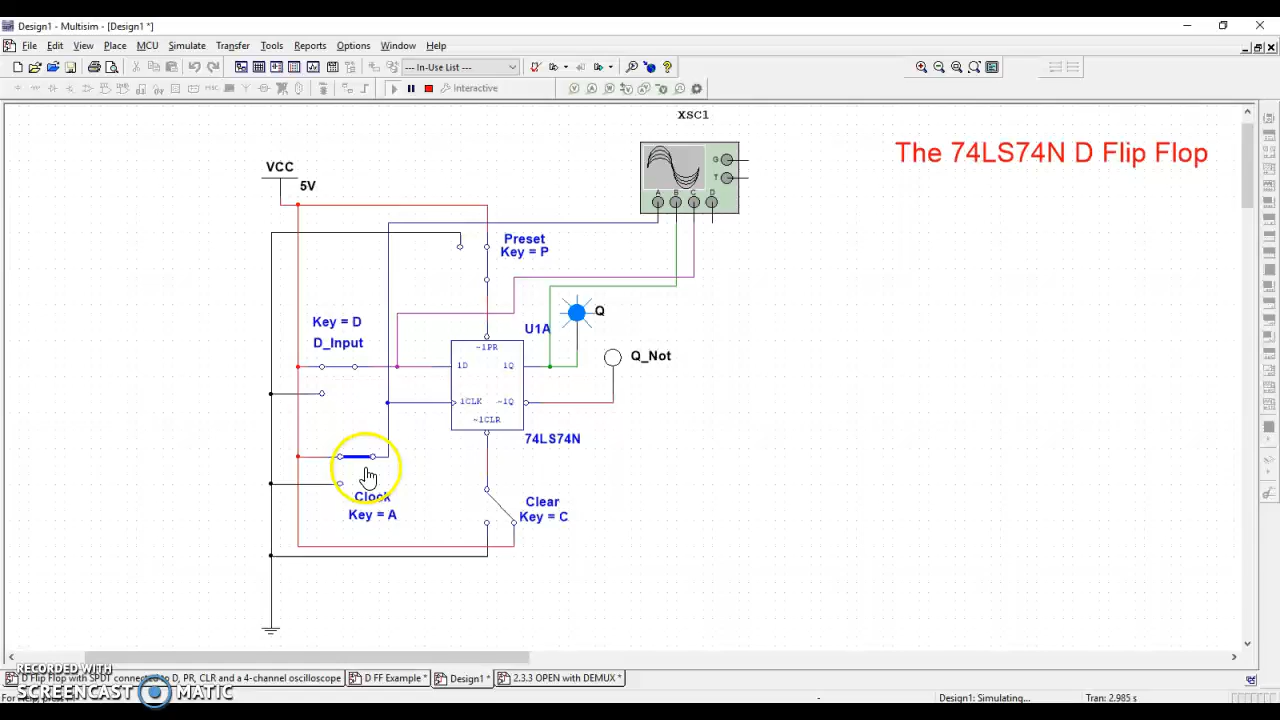 Design1 - Multisim - [Design1 *]
File Edit View Place MCU Simulate Transfer Tools Reports Options Window Help
--- In-Use List ---
Interactive
XSC1
The 74LS74N D Flip Flop
VCC
5V
G
T
A B C D
Preset
Key = P
Key = D
D_Input
U1A
Q
Q_Not
~1PR
1D 1Q
1CLK ~1Q
~1CLR
74LS74N
Clock
Key = A
Clear
Key = C
RECORDED WITH
SCREENCAST MATIC
D Flip Flop with SPDT connected to D, PR, CLR and a 4-channel oscilloscope D FF Example * Design1 * 2.3.3 OPEN with DEMUX *
For Help, press
- Design1: Simulating... Tran: 2.985 s